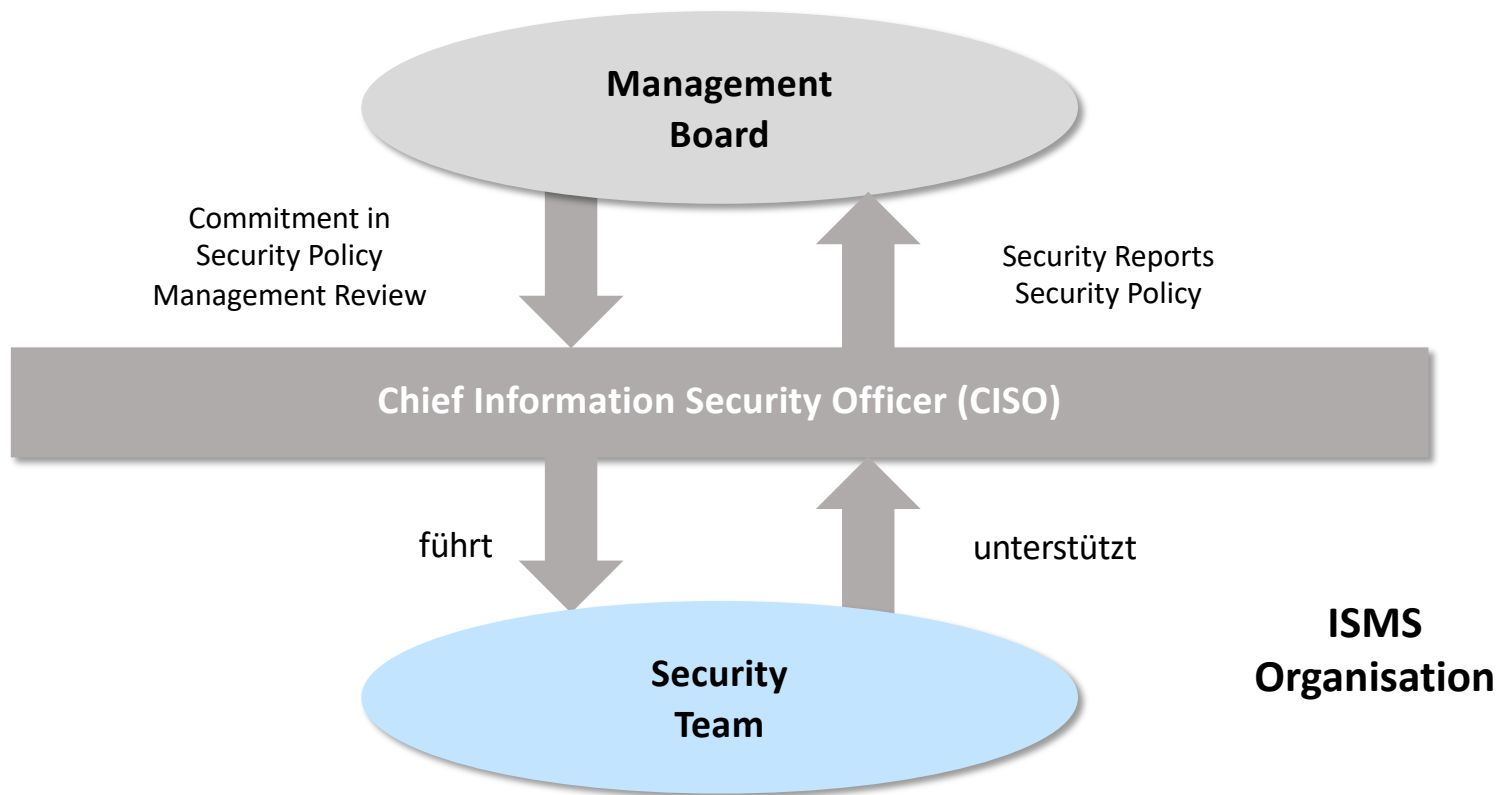 Management
Board
Commitment in
Security Policy
Management Review
Security Reports
Security Policy
Chief Information Security Officer (CISO)
führt
unterstützt
ISMS
Organisation
Security
Team